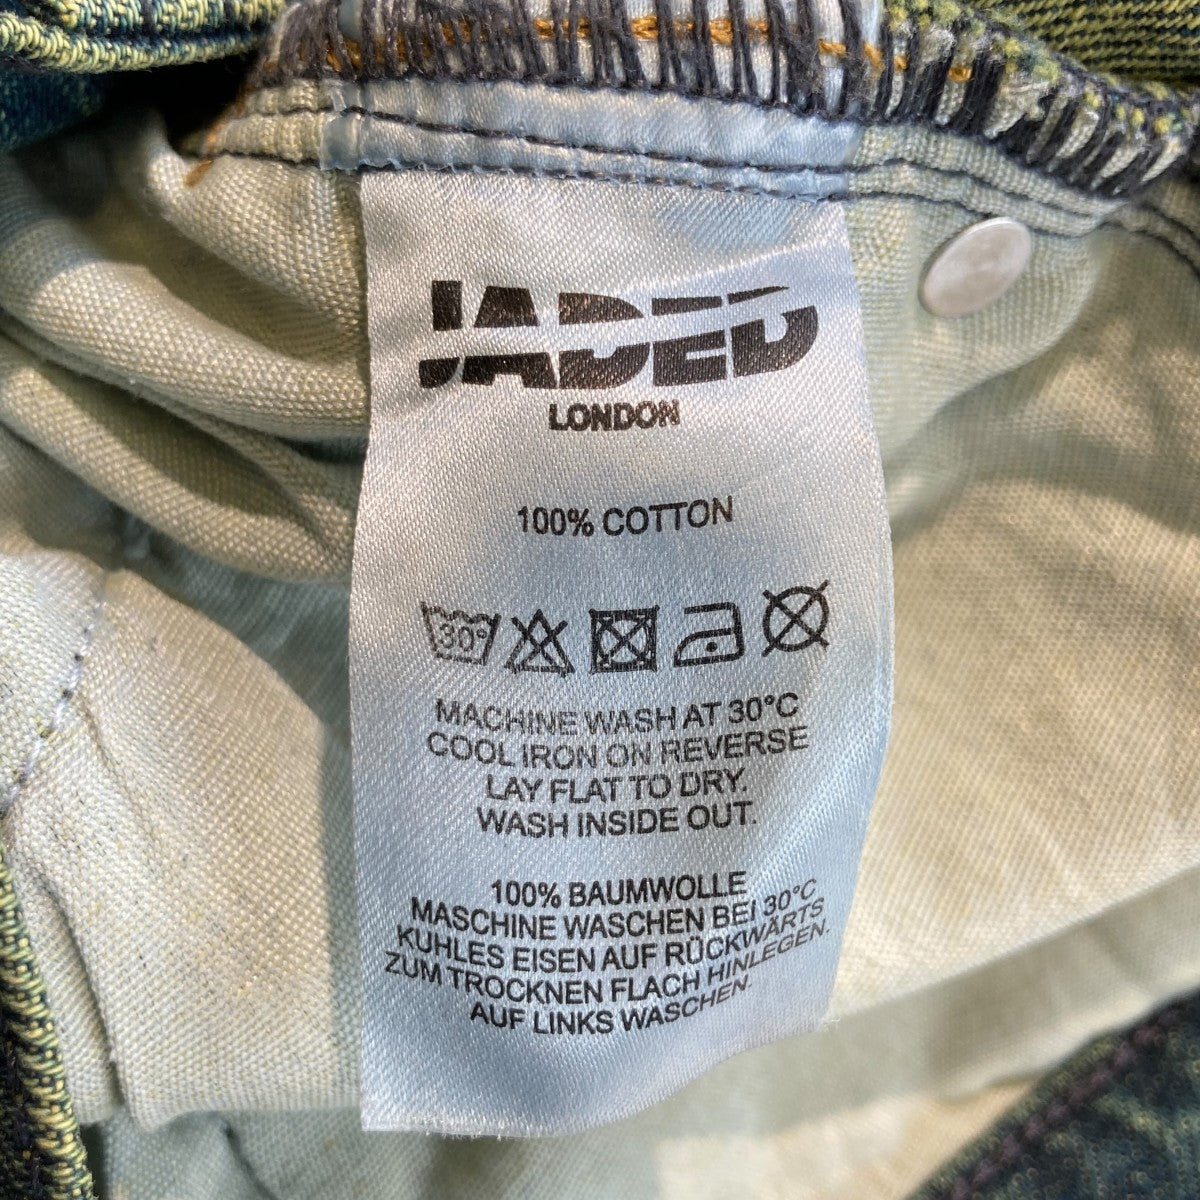 JADED
LONDON
100% COTTON
30°
MACHINE WASH AT 30°C
COOL IRON ON REVERSE
LAY FLAT TO DRY.
WASH INSIDE OUT.
100% BAUMWOLLE
MASCHINE WASCHEN BEI 30°C
KUHLES EISEN AUF RÜCKWÄRTS
ZUM TROCKNEN FLACH HINLEGEN.
AUF LINKS WASCHEN.